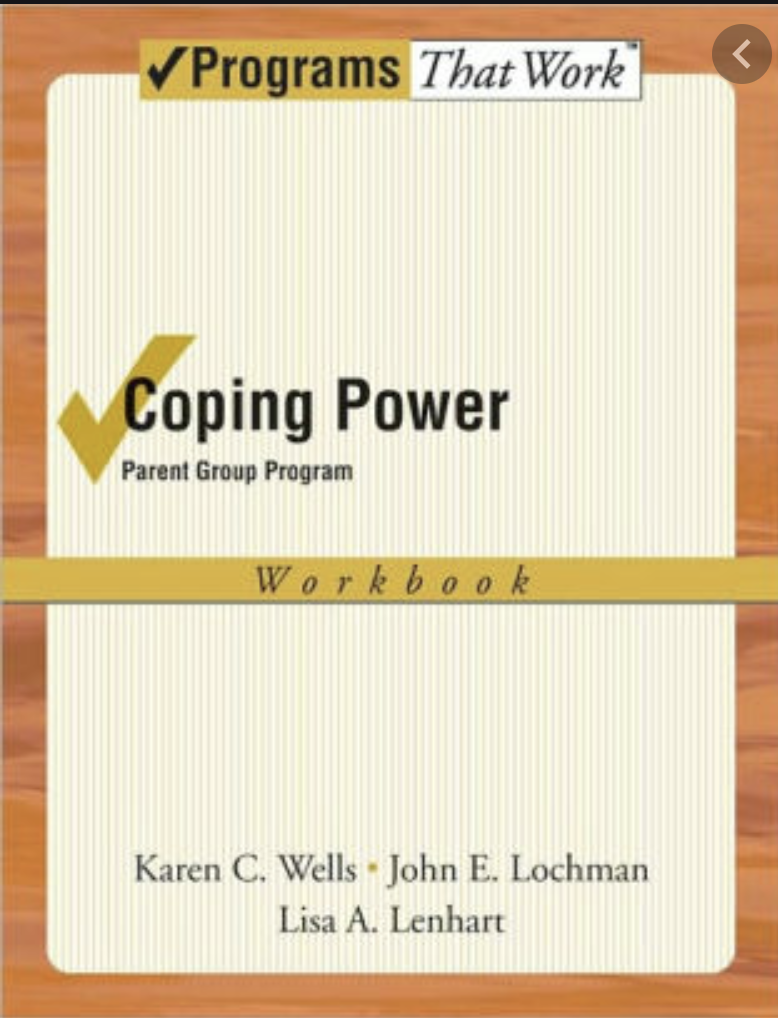 ✓Programs That Work™
Coping Power
Parent Group Program
Workbook
Karen C. Wells • John E. Lochman
Lisa A. Lenhart